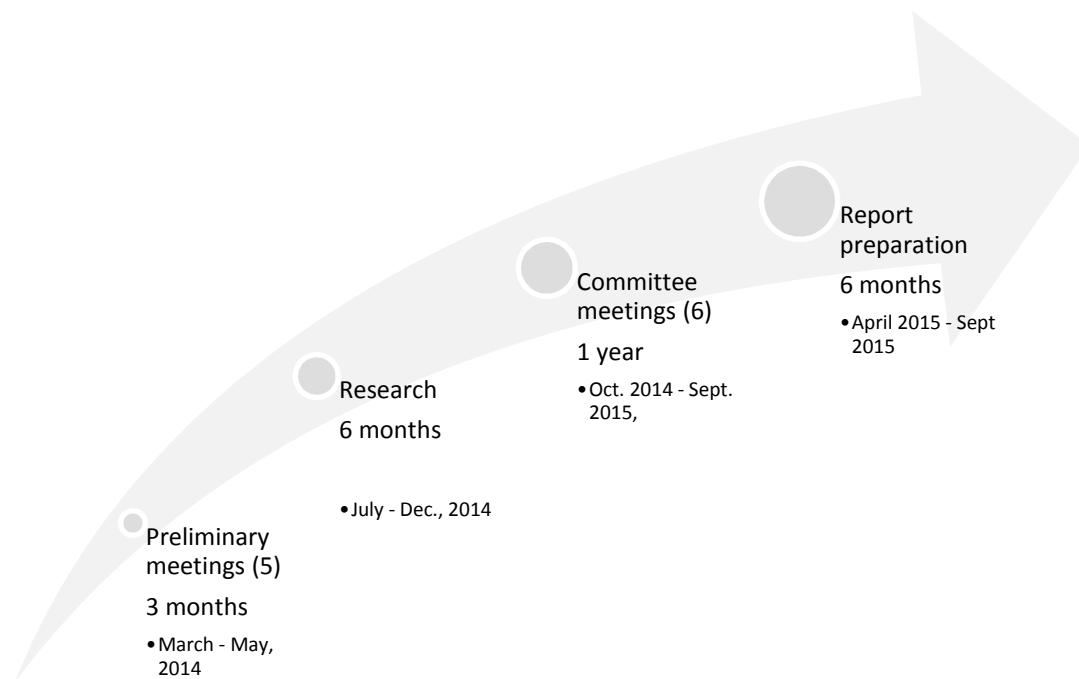 Preliminary
meetings (5)
3 months
•March - May,
2014
Research
6 months
•July - Dec., 2014
Committee
meetings (6)
1 year
•Oct. 2014 - Sept.
2015,
Report
preparation
6 months
•April 2015 - Sept
2015